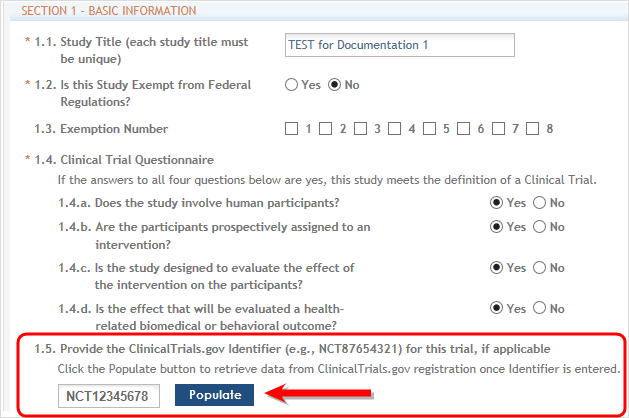 SECTION 1 - BASIC INFORMATION
* 1.1. Study Title (each study title must
be unique)
TEST for Documentation 1
* 1.2. Is this Study Exempt from Federal
Regulations?
Yes No
1.3. Exemption Number
1 2 3 4 5 6 7 8
* 1.4. Clinical Trial Questionnaire
If the answers to all four questions below are yes, this study meets the definition of a Clinical Trial.
1.4.a. Does the study involve human participants?
Yes No
1.4.b. Are the participants prospectively assigned to an
intervention?
Yes No
1.4.c. Is the study designed to evaluate the effect of
the intervention on the participants?
Yes No
1.4.d. Is the effect that will be evaluated a health-
related biomedical or behavioral outcome?
Yes No
1.5. Provide the ClinicalTrials.gov Identifier (e.g., NCT87654321) for this trial, if applicable
Click the Populate button to retrieve data from ClinicalTrials.gov registration once Identifier is entered.
NCT12345678 Populate